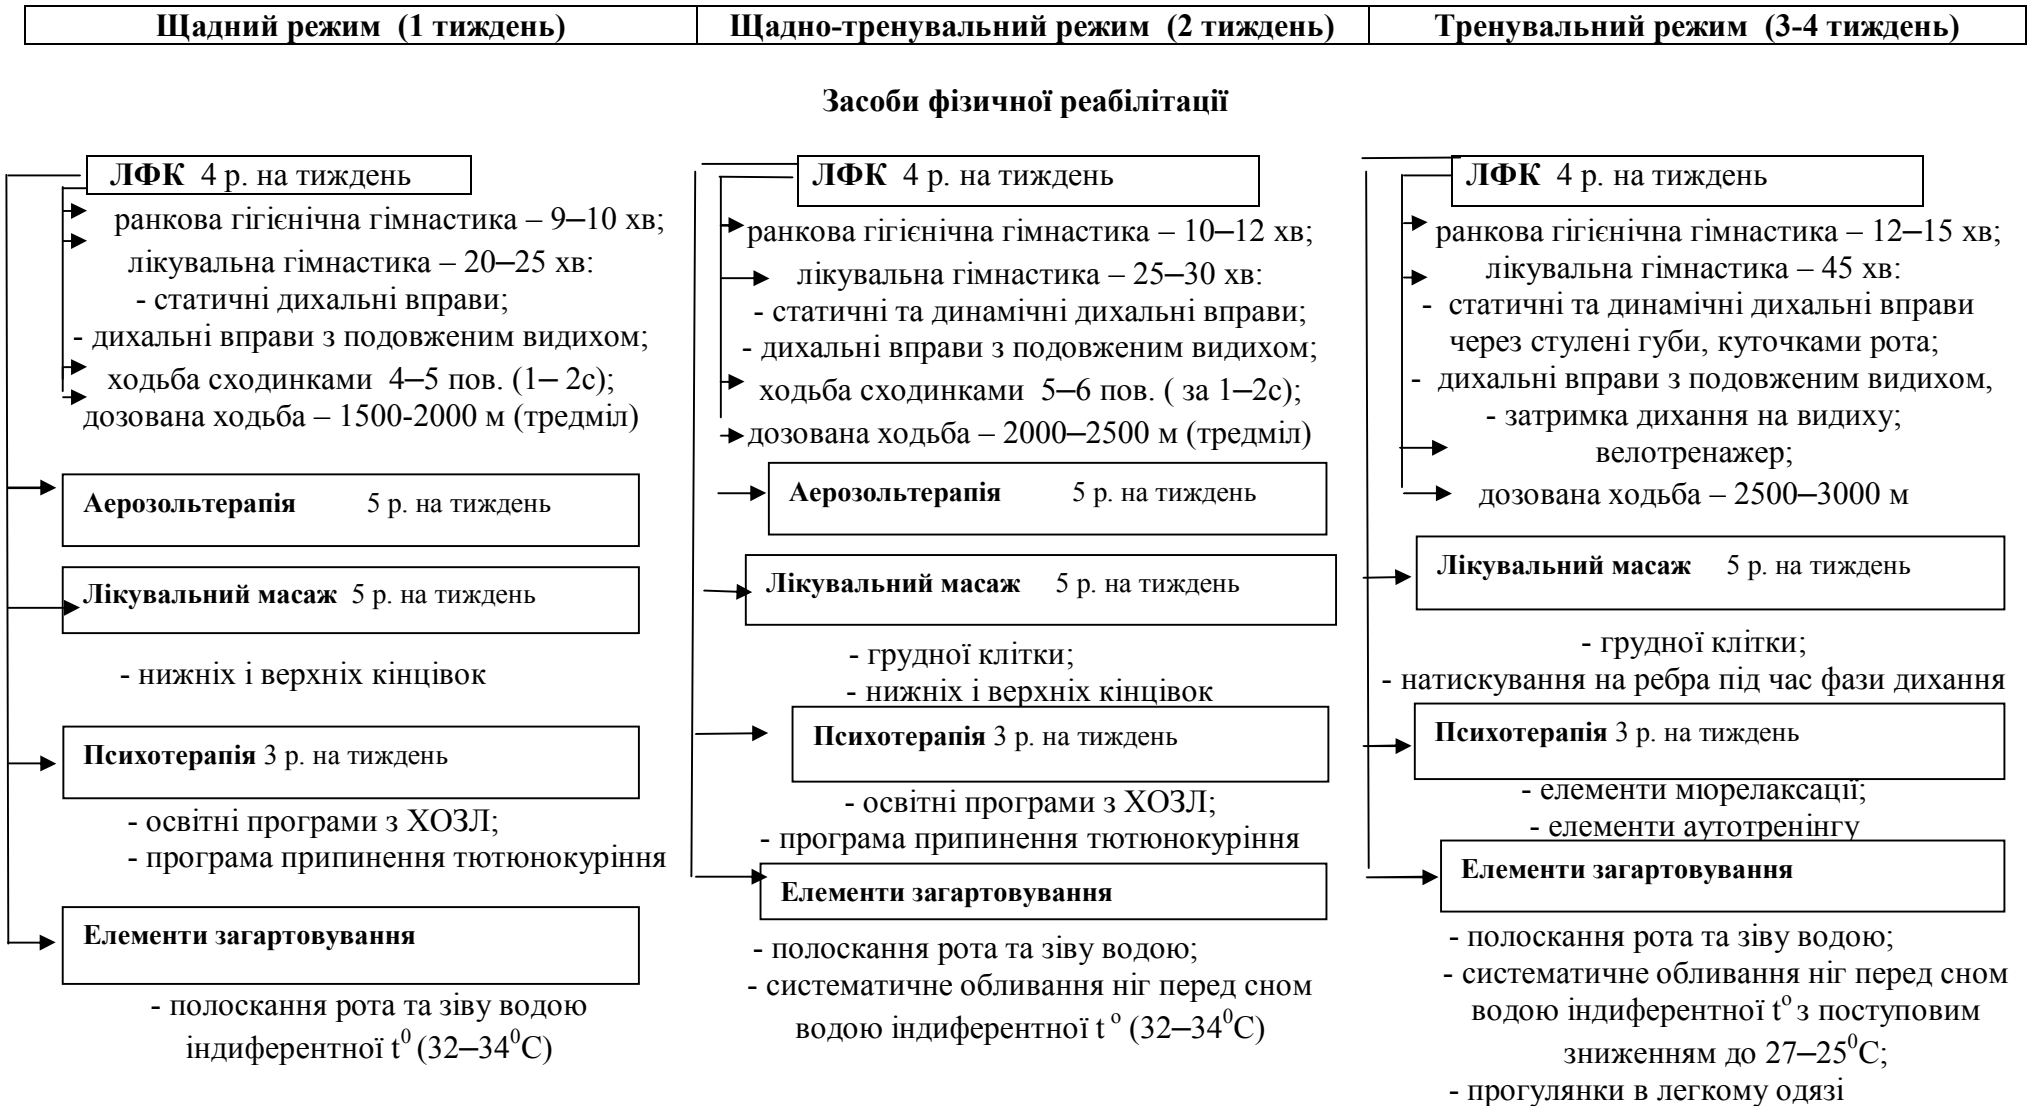 Щадний режим (1 тиждень)
Щадно-тренувальний режим (2 тиждень)
Тренувальний режим (3-4 тиждень)
Засоби фізичної реабілітації
ЛФК 4 р. на тиждень
ранкова гігієнічна гімнастика – 9–10 хв;
лікувальна гімнастика – 20–25 хв:
- статичні дихальні вправи;
- дихальні вправи з подовженим видихом;
ходьба сходинками 4–5 пов. (1– 2с);
дозована ходьба – 1500-2000 м (тредміл)
Аерозольтерапія 5 р. на тиждень
Лікувальний масаж 5 р. на тиждень
- нижніх і верхніх кінцівок
Психотерапія 3 р. на тиждень
- освітні програми з ХОЗЛ;
- програма припинення тютюнокуріння
Елементи загартовування
- полоскання рота та зіву водою
індиферентної t⁰ (32–34⁰С)
ЛФК 4 р. на тиждень
ранкова гігієнічна гімнастика – 10–12 хв;
лікувальна гімнастика – 25–30 хв:
- статичні та динамічні дихальні вправи;
- дихальні вправи з подовженим видихом;
ходьба сходинками 5–6 пов. ( за 1–2с);
дозована ходьба – 2000–2500 м (тредміл)
Аерозольтерапія 5 р. на тиждень
Лікувальний масаж 5 р. на тиждень
- грудної клітки;
- нижніх і верхніх кінцівок
Психотерапія 3 р. на тиждень
- освітні програми з ХОЗЛ;
- програма припинення тютюнокуріння
Елементи загартовування
- полоскання рота та зіву водою;
- систематичне обливання ніг перед сном
водою індиферентної t º (32–34⁰С)
ЛФК 4 р. на тиждень
ранкова гігієнічна гімнастика – 12–15 хв;
лікувальна гімнастика – 45 хв:
- статичні та динамічні дихальні вправи
через стулені губи, куточками рота;
- дихальні вправи з подовженим видихом,
- затримка дихання на видиху;
велотренажер;
дозована ходьба – 2500–3000 м
Лікувальний масаж 5 р. на тиждень
- грудної клітки;
- натискування на ребра під час фази дихання
Психотерапія 3 р. на тиждень
- елементи міорелаксації;
- елементи аутотренінгу
Елементи загартовування
- полоскання рота та зіву водою;
- систематичне обливання ніг перед сном
водою індиферентної tº з поступовим
зниженням до 27–25⁰С;
- прогулянки в легкому одязі